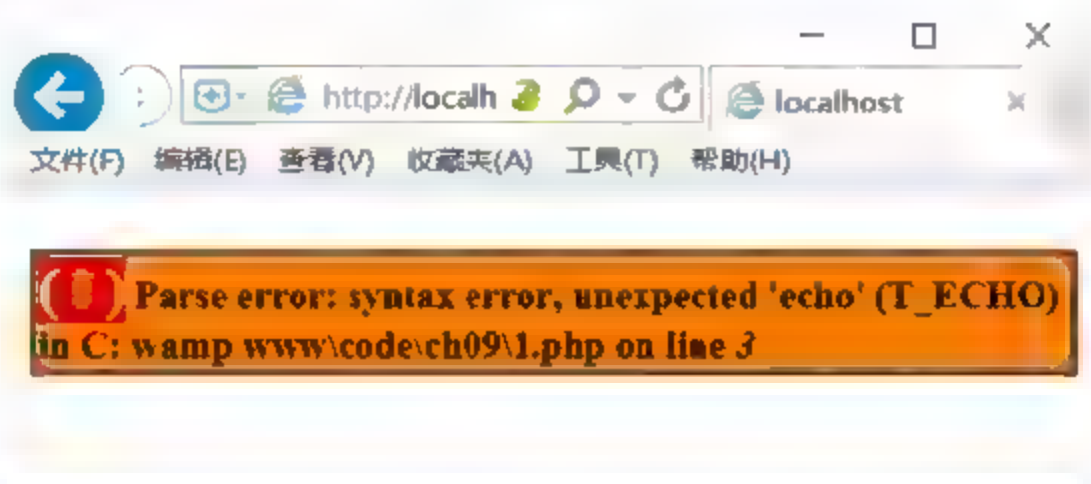 http://localh
localhost
文件(F) 编辑(E) 查看(V) 收藏夹(A) 工具(T) 帮助(H)
( ! ) Parse error: syntax error, unexpected 'echo' (T_ECHO)
in C: wamp www\code\ch09\1.php on line 3